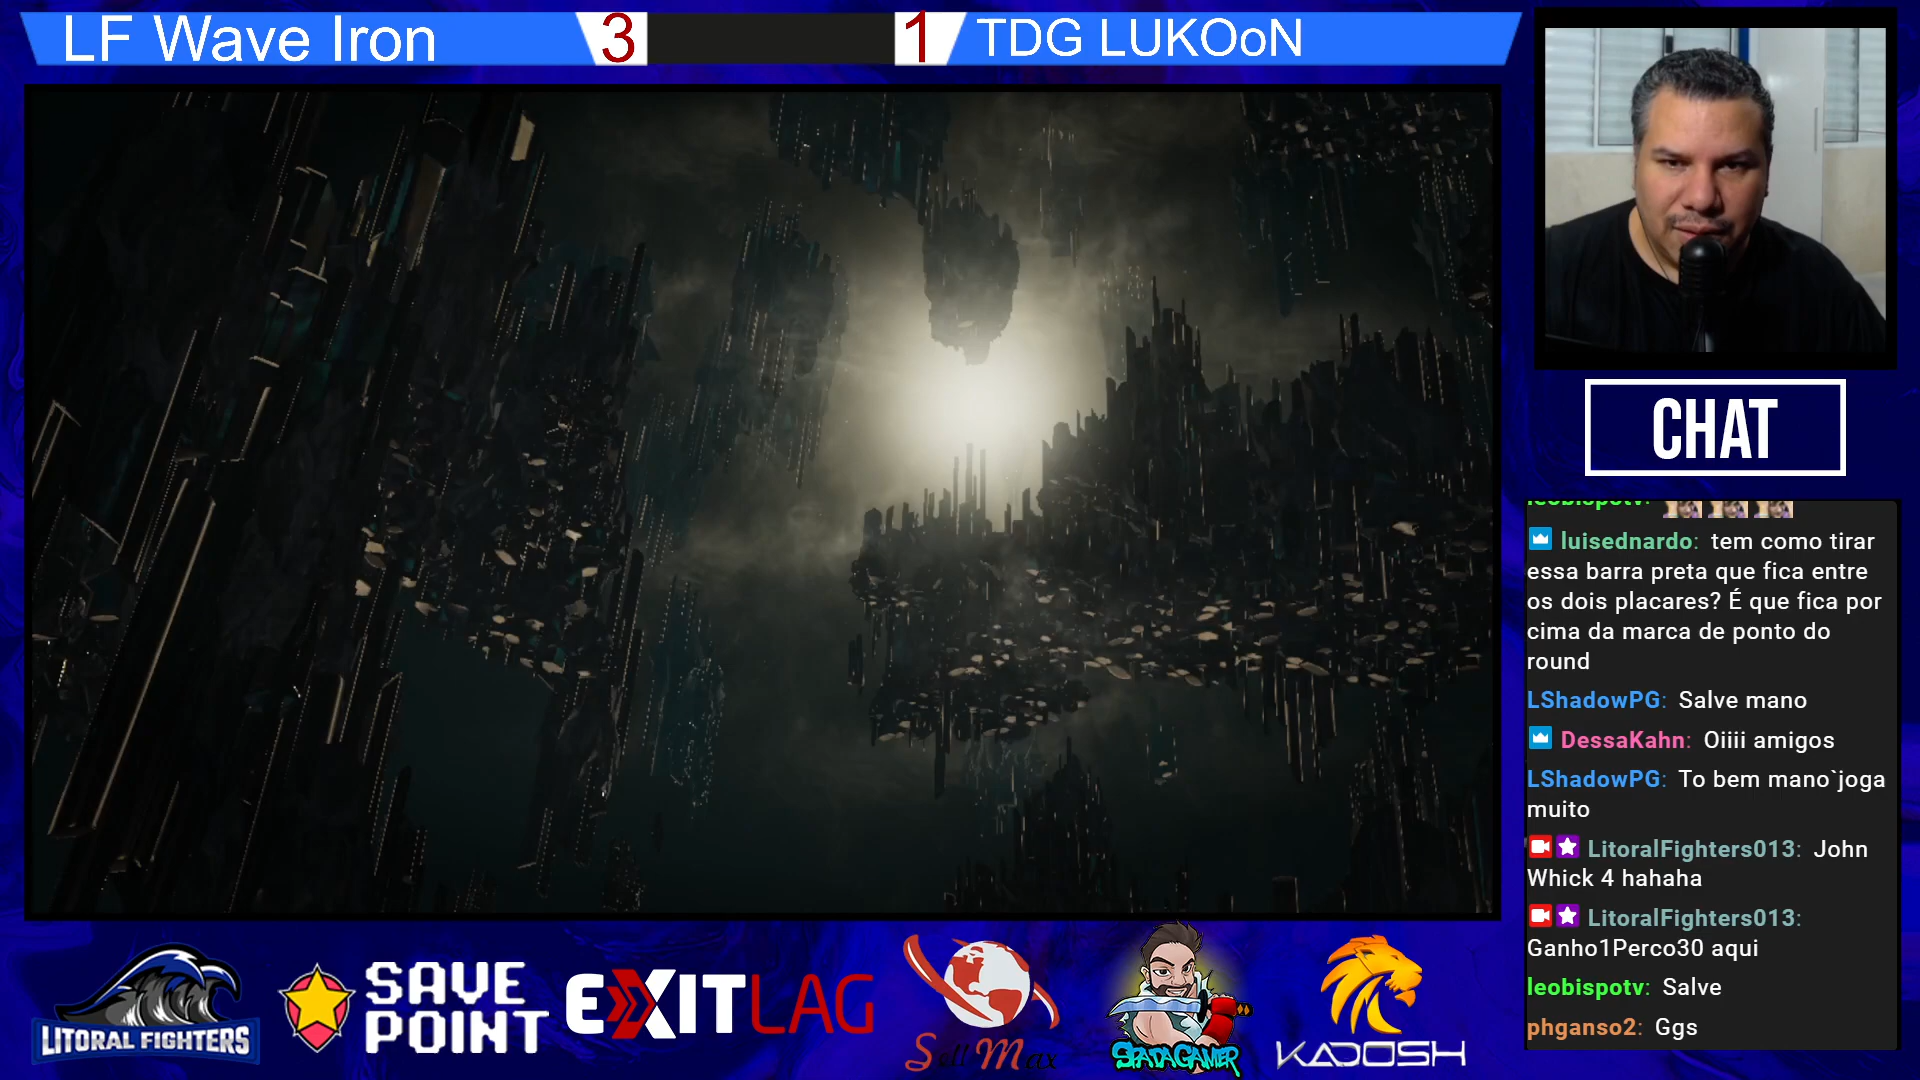 LF Wave Iron 3 1 TDG LUKOoN
CHAT
leobispotv:
luisednardo: tem como tirar
essa barra preta que fica entre
os dois placares? É que fica por
cima da marca de ponto do
round
LShadowPG: Salve mano
DessaKahn: Oiiii amigos
LShadowPG: To bem mano`joga
muito
LitoralFighters013: John
Whick 4 hahaha
LitoralFighters013:
Ganho1Perco30 aqui
leobispotv: Salve
phganso2: Ggs
LITORAL FIGHTERS
SAVE
POINT
EXITLAG
SellMax
SPADAGAMER
KADOSH